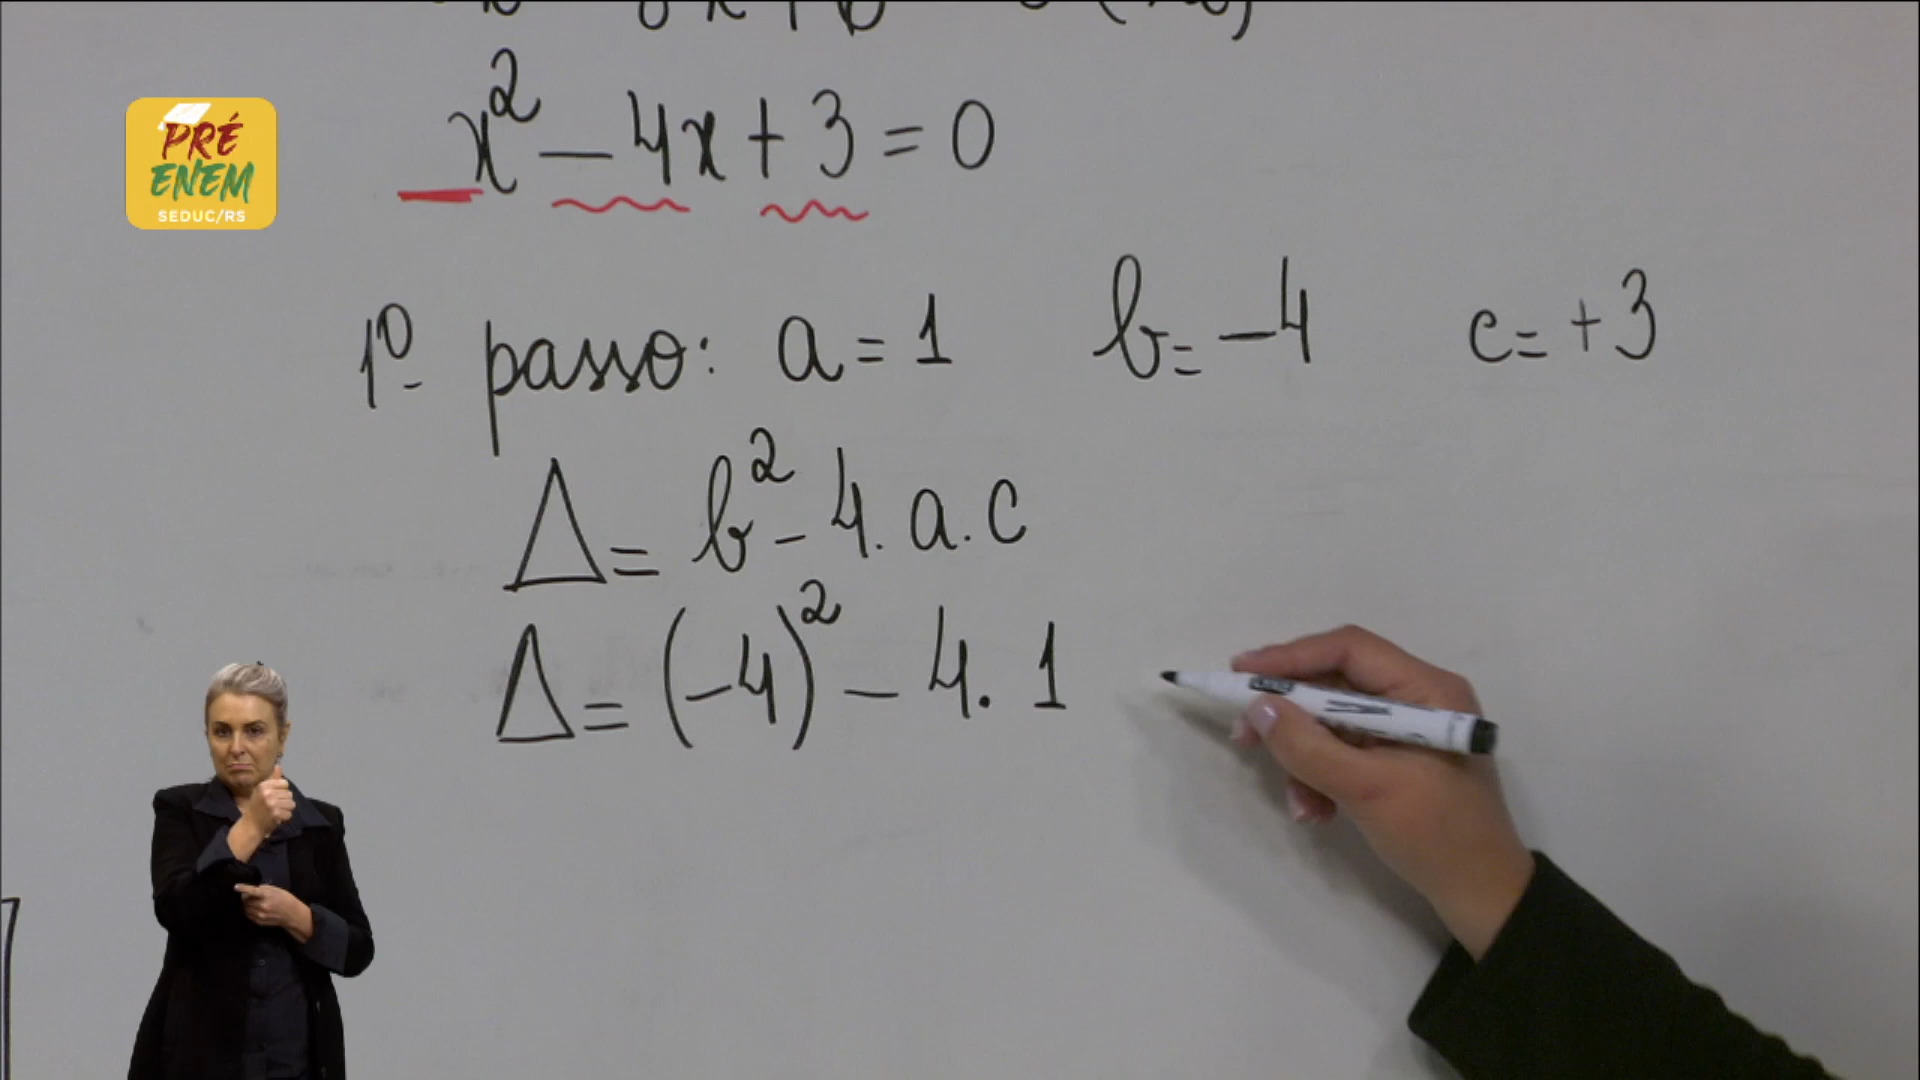 PRÉ
ENEM
SEDUC/RS
x² - 4x + 3 = 0
1º passo: a = 1 b = -4 c = +3
Δ = b² - 4 . a . c
Δ = (-4)² - 4 . 1